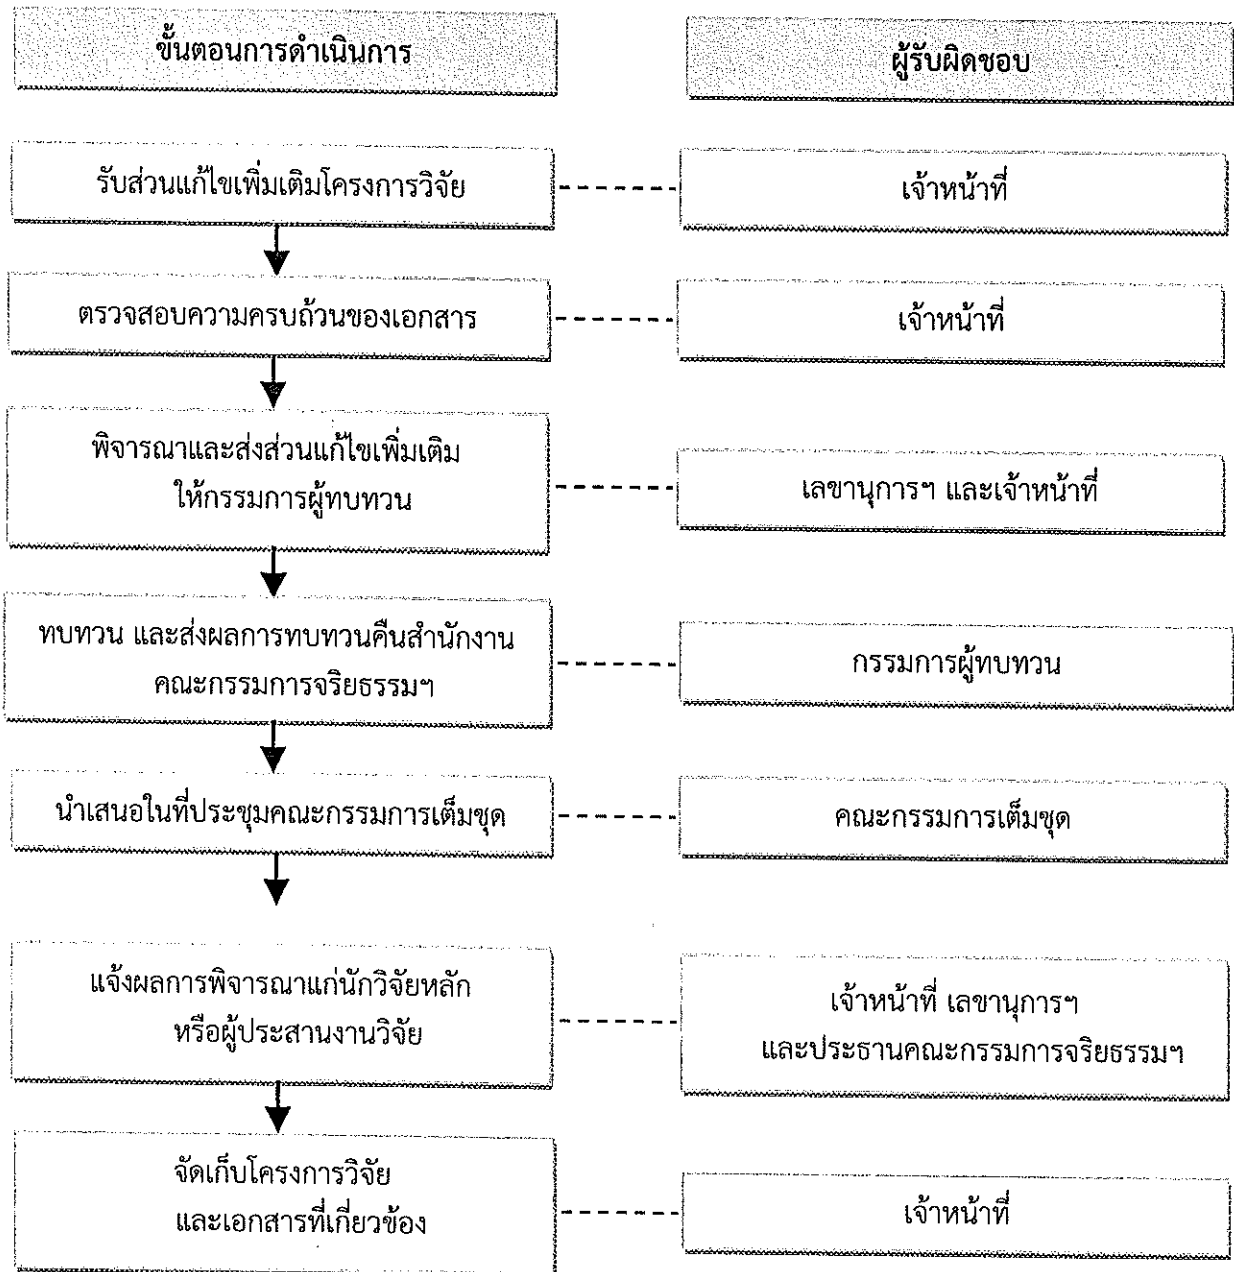 ขั้นตอนการดำเนินการ
ผู้รับผิดชอบ
รับส่วนแก้ไขเพิ่มเติมโครงการวิจัย
เจ้าหน้าที่
ตรวจสอบความครบถ้วนของเอกสาร
เจ้าหน้าที่
พิจารณาและส่งส่วนแก้ไขเพิ่มเติม
ให้กรรมการผู้ทบทวน
เลขานุการฯ และเจ้าหน้าที่
ทบทวน และส่งผลการทบทวนคืนสำนักงาน
คณะกรรมการจริยธรรมฯ
กรรมการผู้ทบทวน
นำเสนอในที่ประชุมคณะกรรมการเต็มชุด
คณะกรรมการเต็มชุด
แจ้งผลการพิจารณาแก่นักวิจัยหลัก
หรือผู้ประสานงานวิจัย
เจ้าหน้าที่ เลขานุการฯ
และประธานคณะกรรมการจริยธรรมฯ
จัดเก็บโครงการวิจัย
และเอกสารที่เกี่ยวข้อง
เจ้าหน้าที่